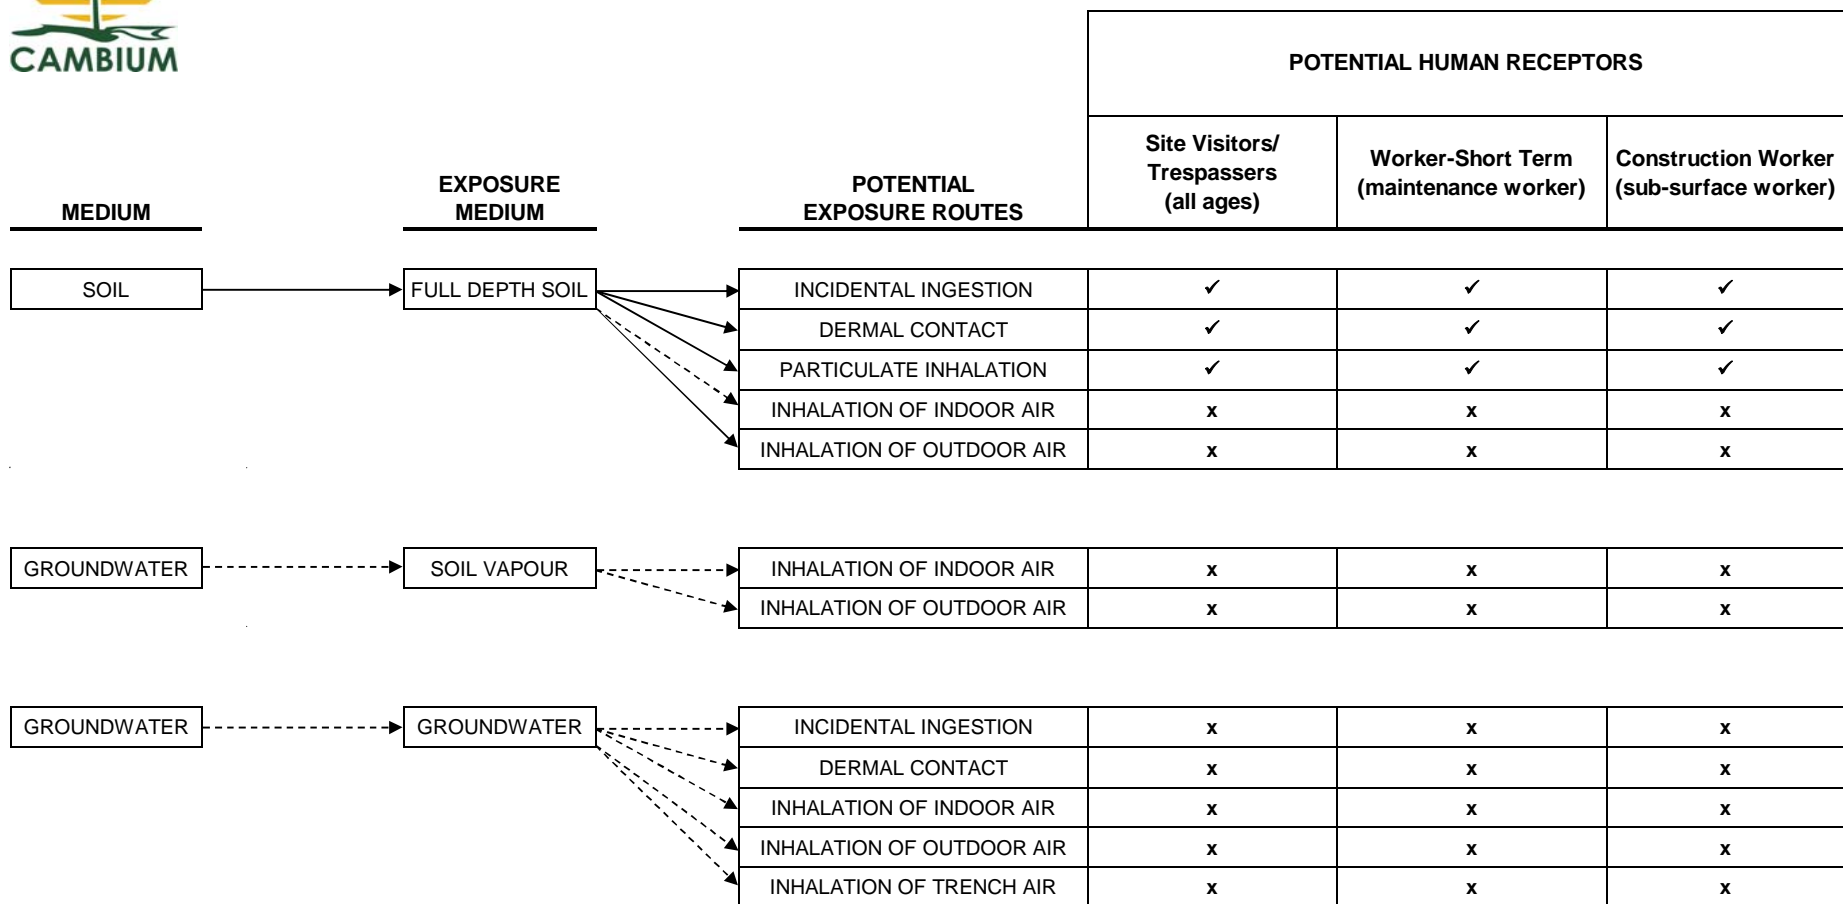 CAMBIUM
POTENTIAL HUMAN RECEPTORS
MEDIUM
EXPOSURE
MEDIUM
POTENTIAL
EXPOSURE ROUTES
Site Visitors/
Trespassers
(all ages)
Worker-Short Term
(maintenance worker)
Construction Worker
(sub-surface worker)
SOIL
FULL DEPTH SOIL
INCIDENTAL INGESTION ✓ ✓ ✓
DERMAL CONTACT ✓ ✓ ✓
PARTICULATE INHALATION ✓ ✓ ✓
INHALATION OF INDOOR AIR x x x
INHALATION OF OUTDOOR AIR x x x
GROUNDWATER
SOIL VAPOUR
INHALATION OF INDOOR AIR x x x
INHALATION OF OUTDOOR AIR x x x
GROUNDWATER
GROUNDWATER
INCIDENTAL INGESTION x x x
DERMAL CONTACT x x x
INHALATION OF INDOOR AIR x x x
INHALATION OF OUTDOOR AIR x x x
INHALATION OF TRENCH AIR x x x